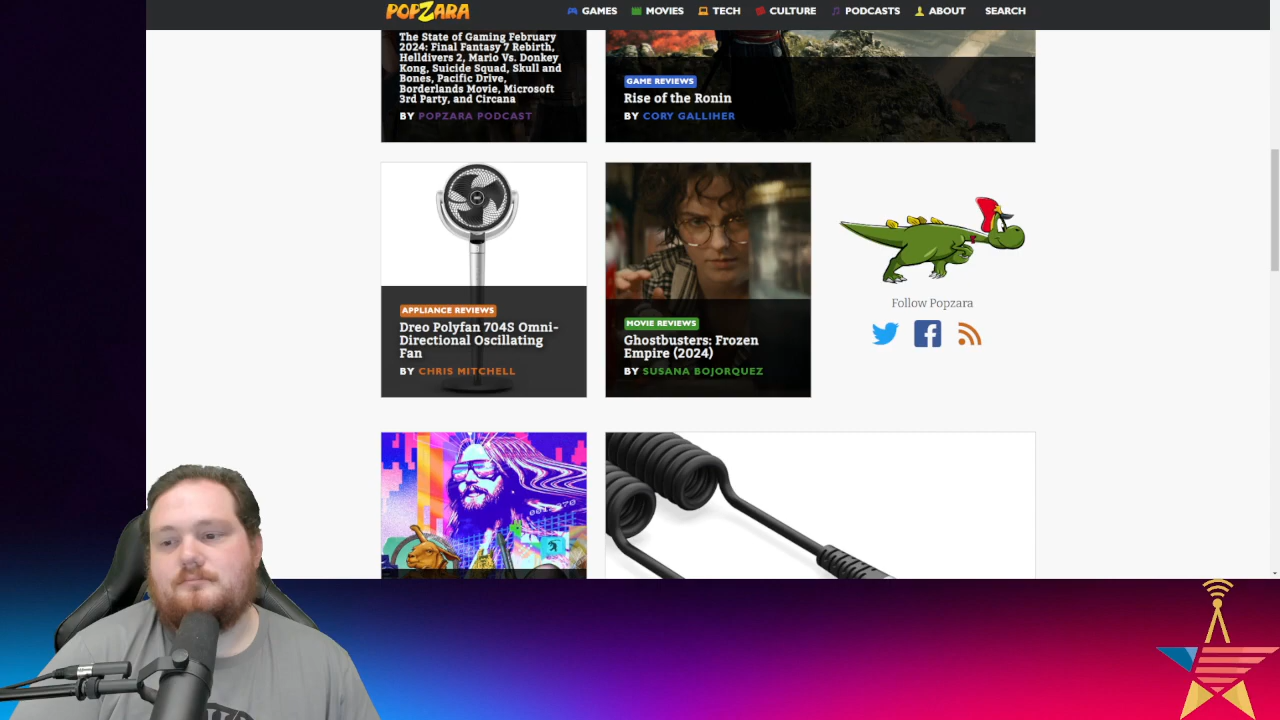 POPZARA
GAMES
MOVIES
TECH
CULTURE
PODCASTS
ABOUT
SEARCH
The State of Gaming February
2024: Final Fantasy 7 Rebirth,
Helldivers 2, Mario Vs. Donkey
Kong, Suicide Squad, Skull and
Bones, Pacific Drive,
Borderlands Movie, Microsoft
3rd Party, and Circana
BY POPZARA PODCAST
GAME REVIEWS
Rise of the Ronin
BY CORY GALLIHER
APPLIANCE REVIEWS
Dreo Polyfan 704S Omni-
Directional Oscillating
Fan
BY CHRIS MITCHELL
MOVIE REVIEWS
Ghostbusters: Frozen
Empire (2024)
BY SUSANA BOJORQUEZ
Follow Popzara